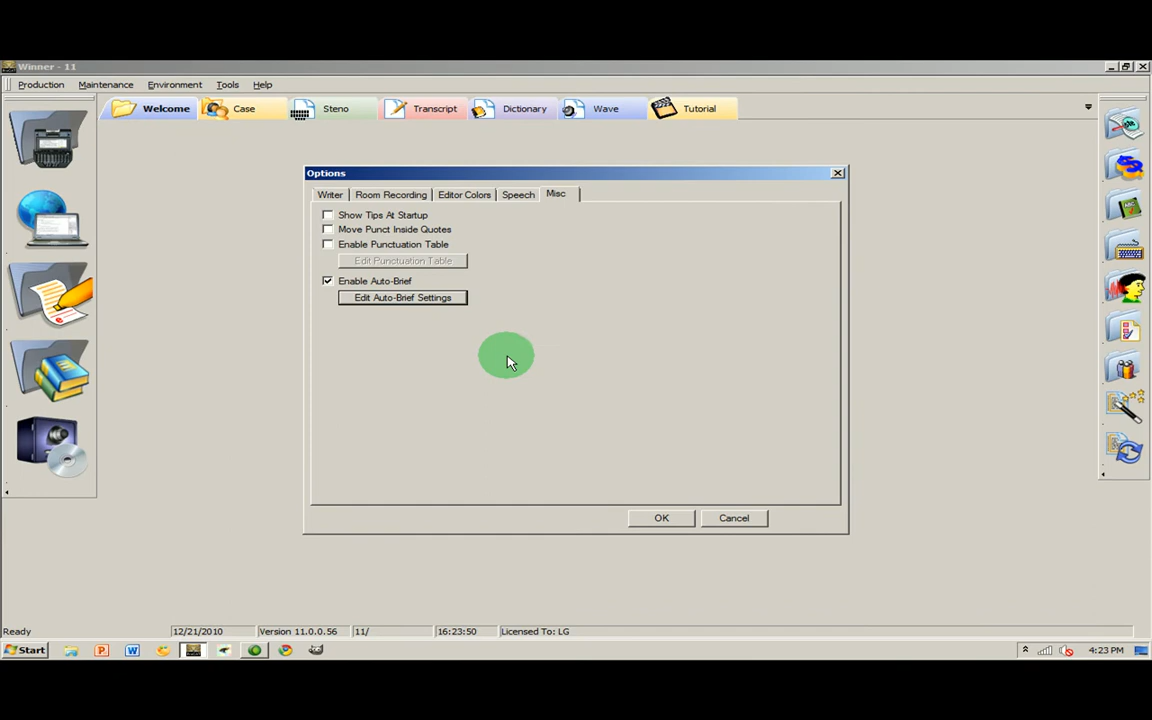 Winner - 11
Production Maintenance Environment Tools Help
Welcome Case Steno Transcript Dictionary Wave Tutorial
Options
Writer Room Recording Editor Colors Speech Misc
Show Tips At Startup
Move Punct Inside Quotes
Enable Punctuation Table
Edit Punctuation Table
Enable Auto-Brief
Edit Auto-Brief Settings
OK Cancel
Ready 12/21/2010 Version 11.0.0.56 11/ 16:23:50 Licensed To: LG
Start 4:23 PM